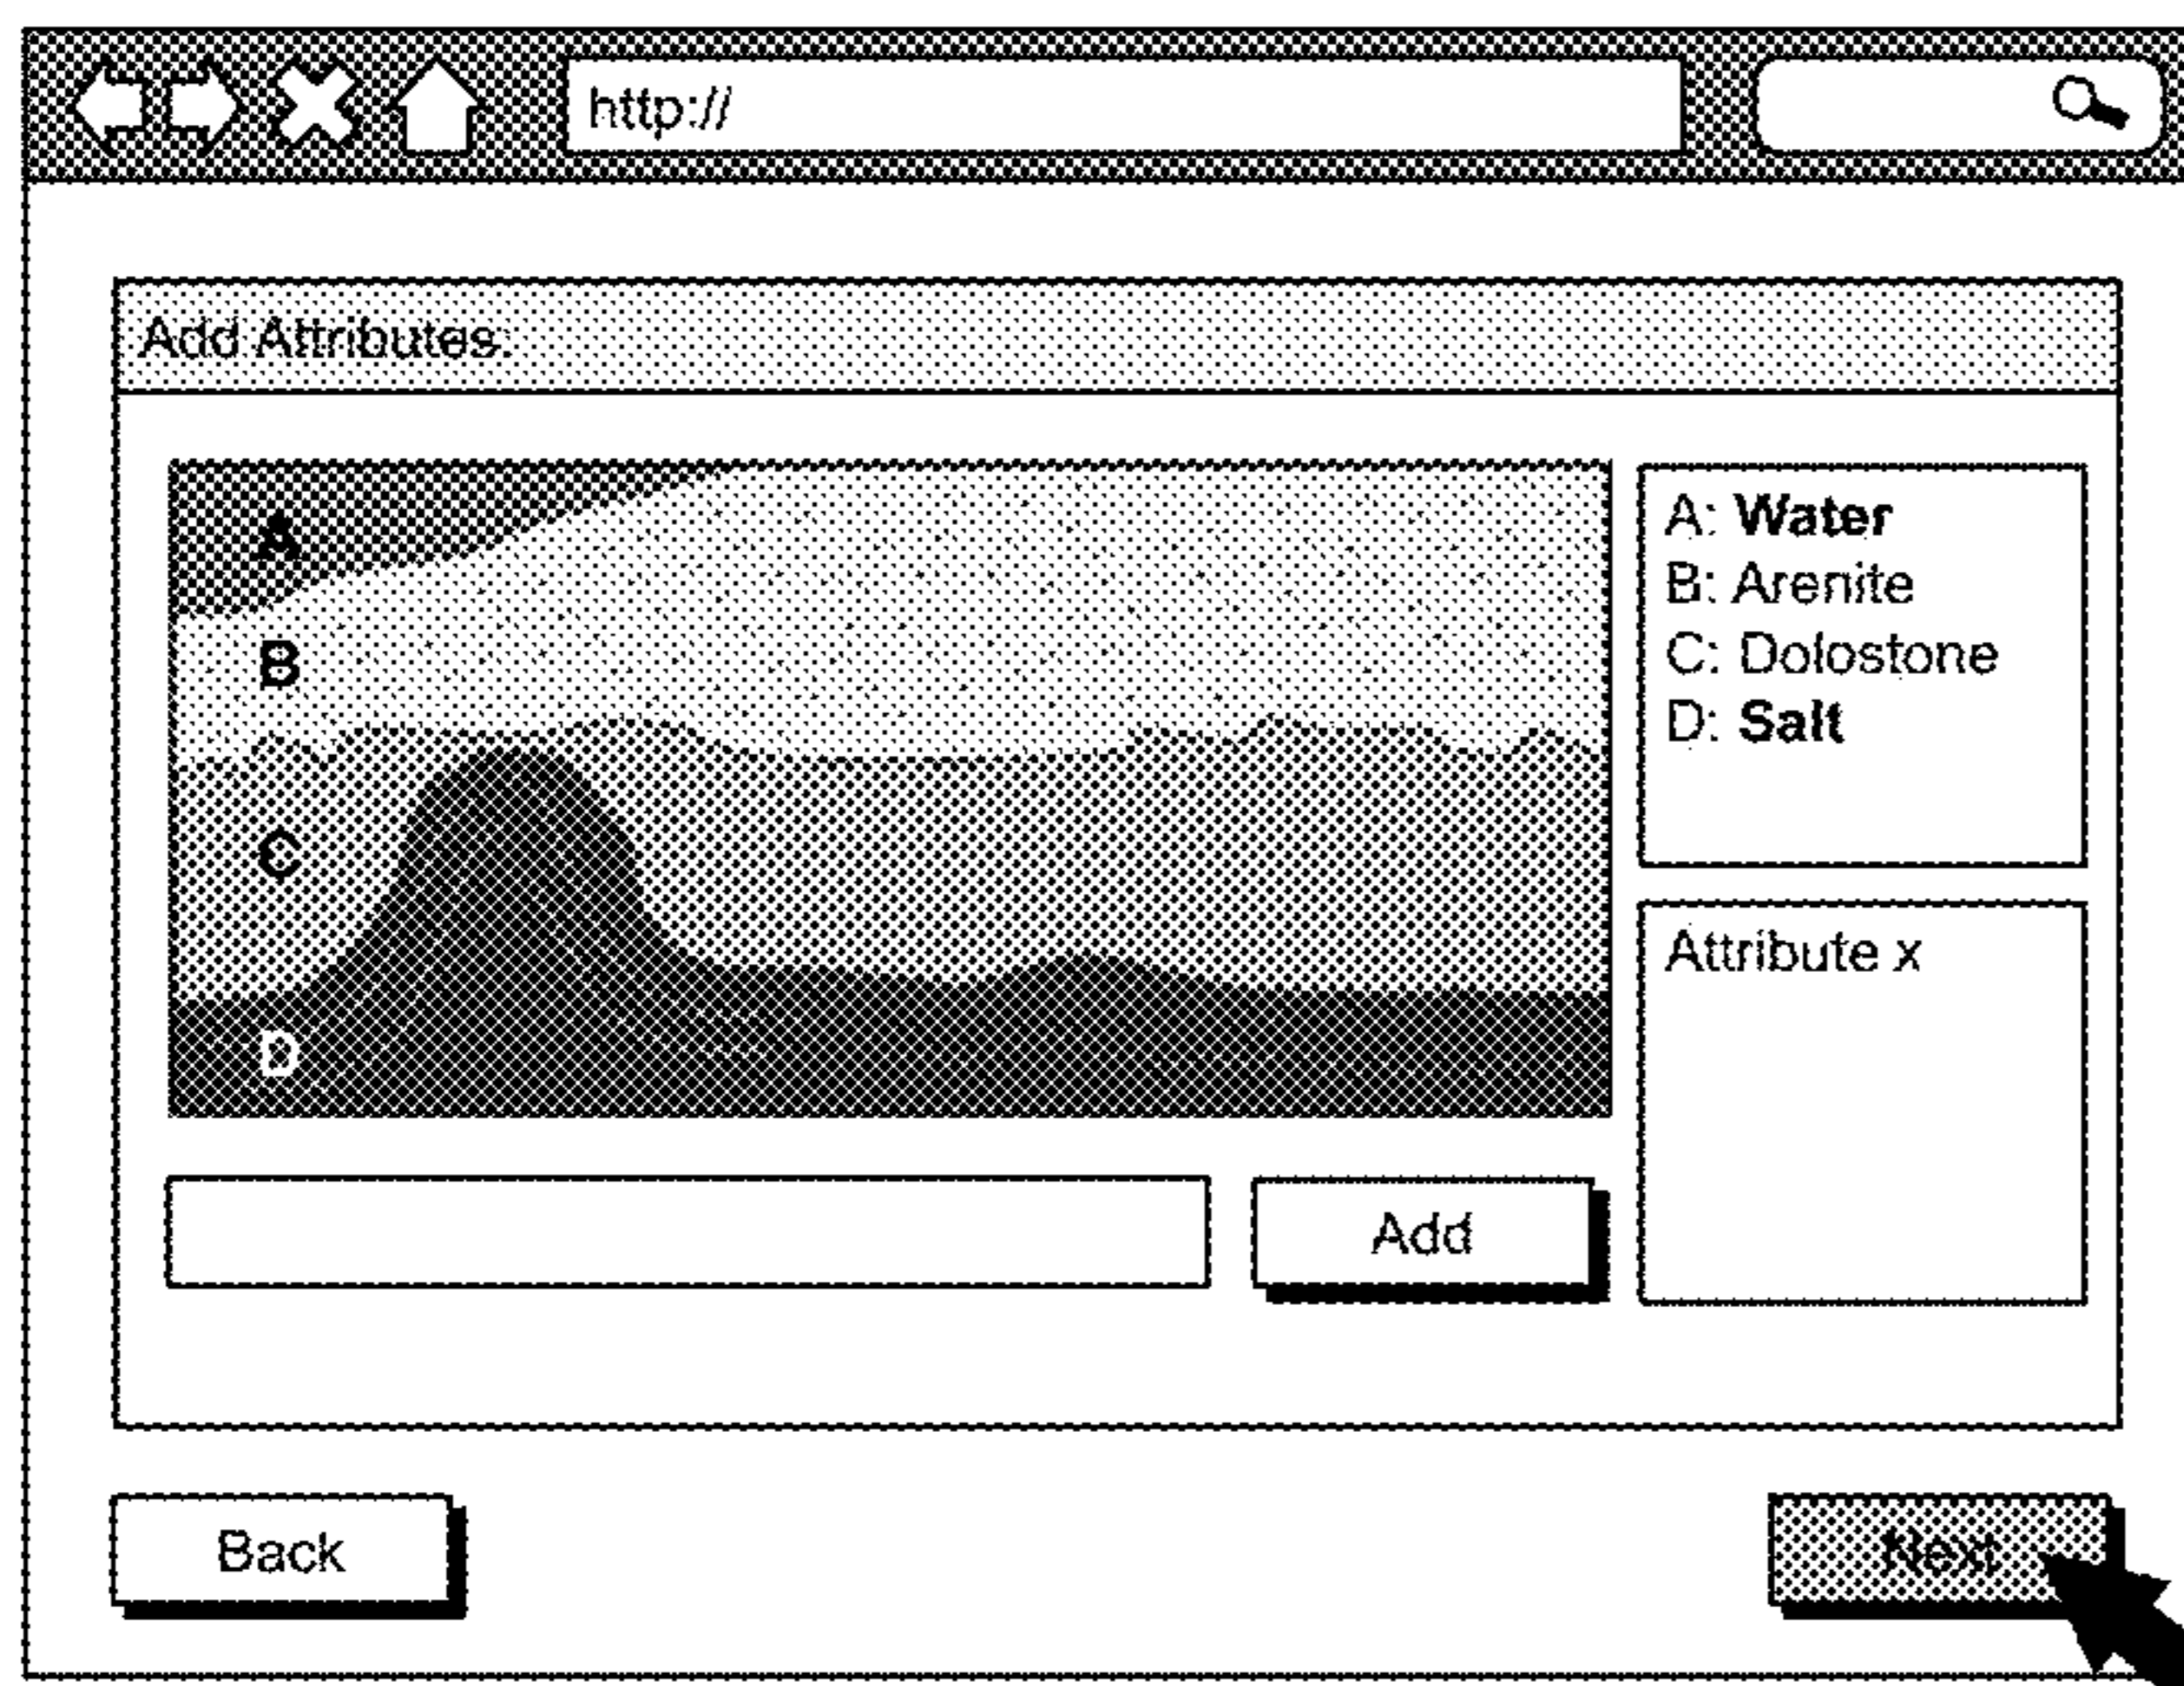 http://
Add Attributes.
A
B
C
D
A: Water
B: Arenite
C: Dolostone
D: Salt
Attribute x
Add
Back
Next